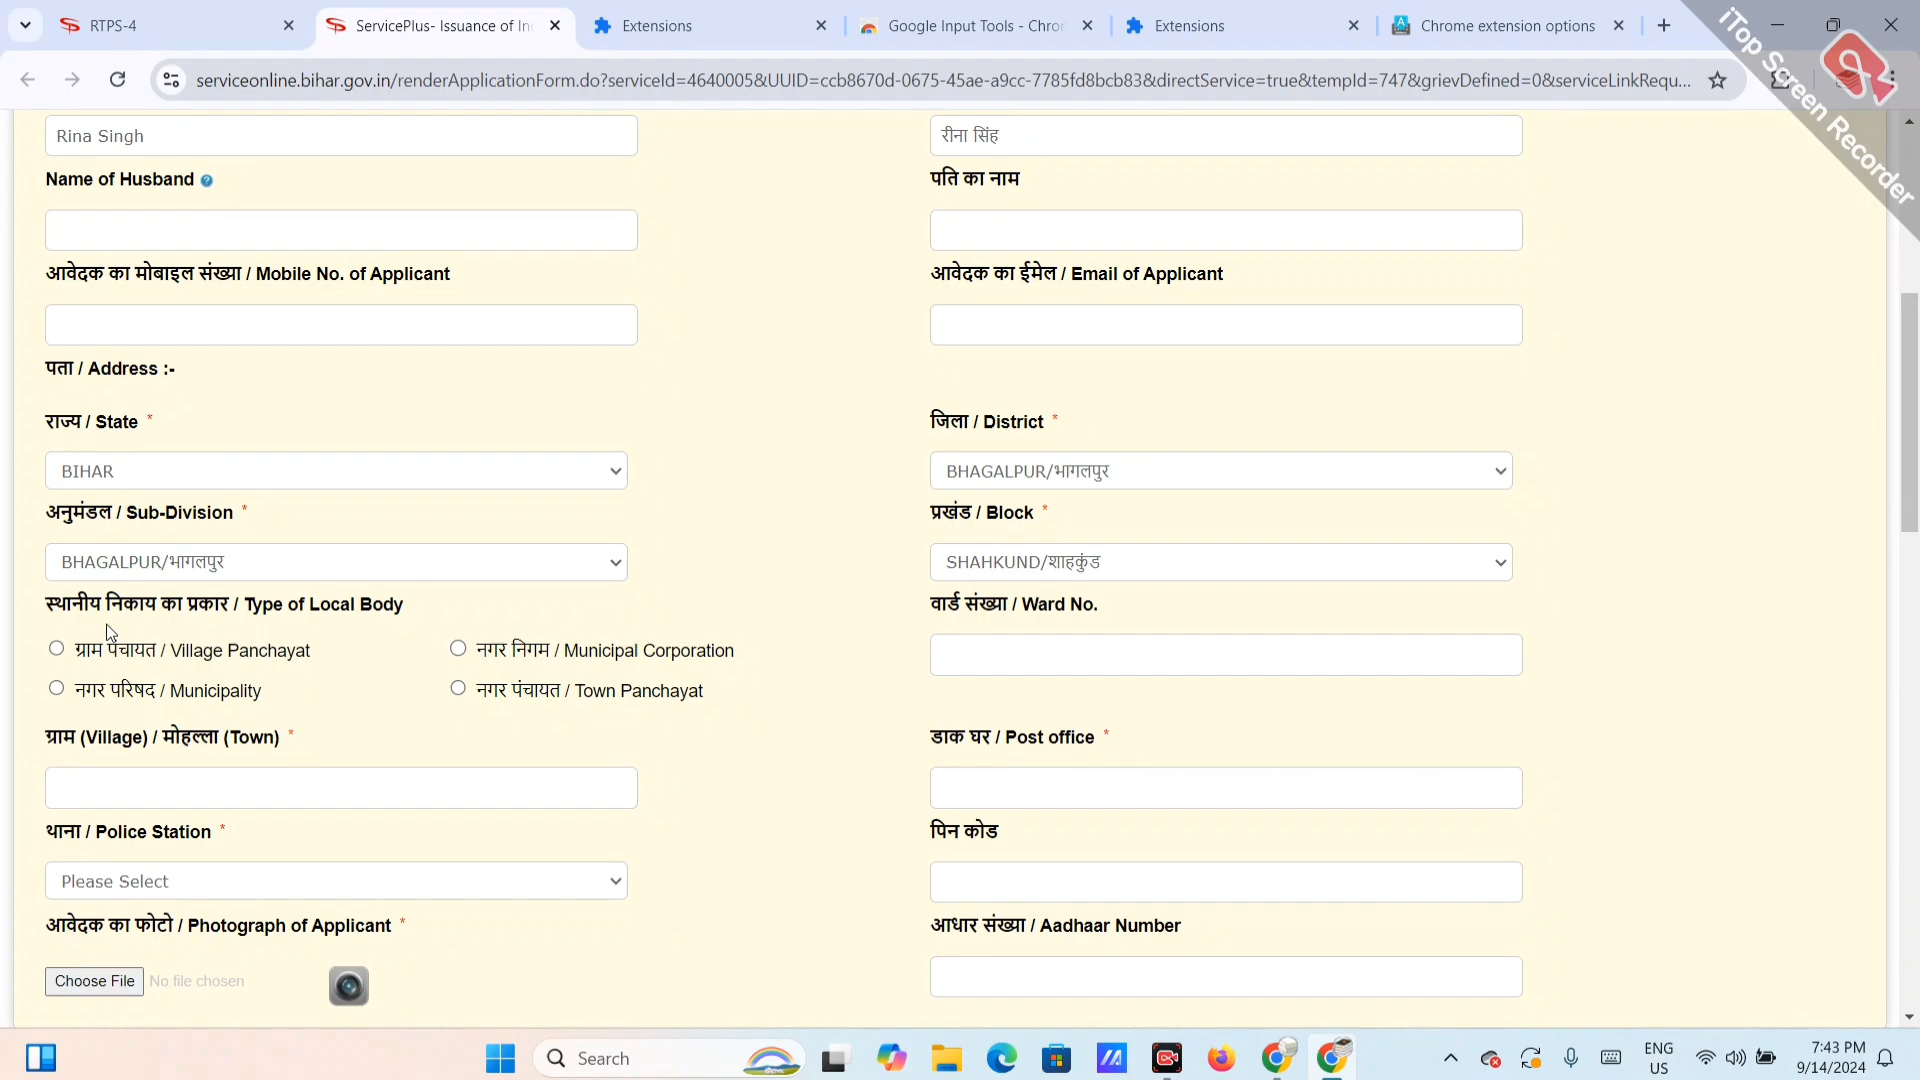 RTPS-4
ServicePlus- Issuance of In
Extensions
Google Input Tools - Chror
Extensions
Chrome extension options
serviceonline.bihar.gov.in/renderApplicationForm.do?serviceId=4640005&UUID=ccb8670d-0675-45ae-a9cc-7785fd8bcb83&directService=true&tempId=747&grievDefined=0&serviceLinkRequ...
iTop Screen Recorder
Rina Singh
रीना सिंह
Name of Husband
पति का नाम
आवेदक का मोबाइल संख्या / Mobile No. of Applicant
आवेदक का ईमेल / Email of Applicant
पता / Address :-
राज्य / State *
जिला / District *
BIHAR
BHAGALPUR/भागलपुर
अनुमंडल / Sub-Division *
प्रखंड / Block *
BHAGALPUR/भागलपुर
SHAHKUND/शाहकुंड
स्थानीय निकाय का प्रकार / Type of Local Body
वार्ड संख्या / Ward No.
ग्राम पंचायत / Village Panchayat
नगर निगम / Municipal Corporation
नगर परिषद / Municipality
नगर पंचायत / Town Panchayat
ग्राम (Village) / मोहल्ला (Town) *
डाक घर / Post office *
थाना / Police Station *
पिन कोड
Please Select
आवेदक का फोटो / Photograph of Applicant *
आधार संख्या / Aadhaar Number
Choose File No file chosen
Search
ENG
US
7:43 PM
9/14/2024